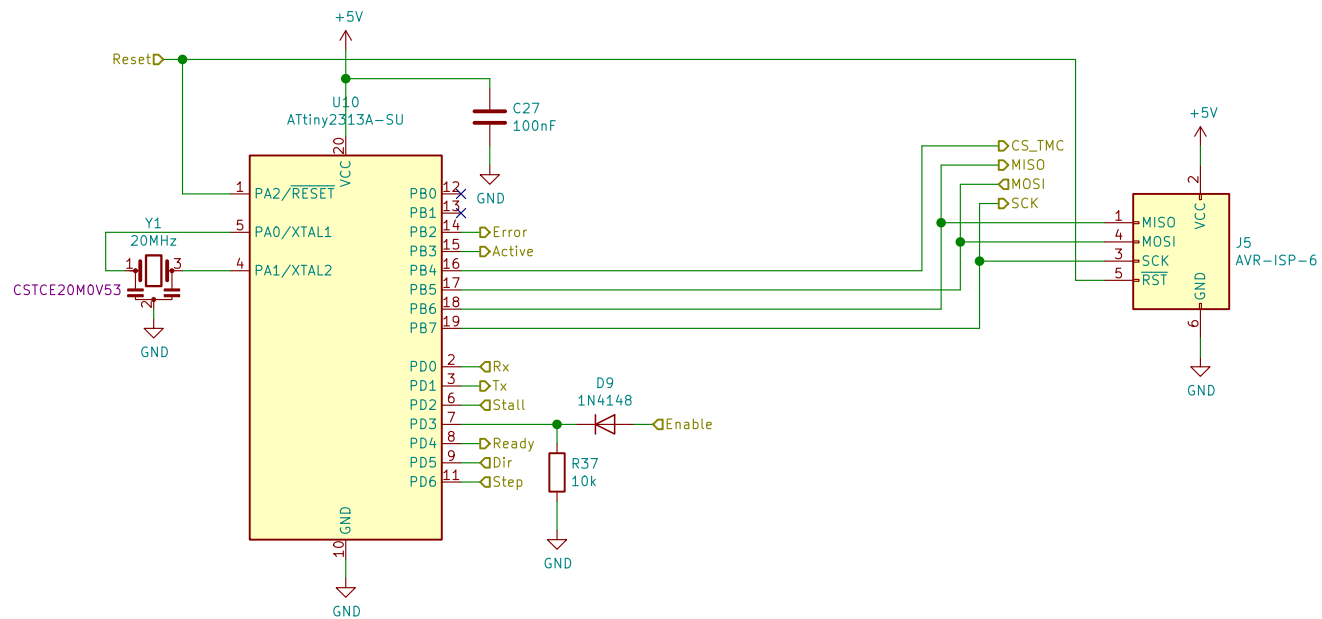 +5V
Reset
U10
ATtiny2313A-SU
C27
100nF
GND
20
VCC
1
PA2/RESET
5
PA0/XTAL1
4
PA1/XTAL2
Y1
20MHz
1
3
CSTCE20M0V53
2
GND
PB0
12
PB1
13
PB2
14
Error
PB3
15
Active
PB4
16
PB5
17
PB6
18
PB7
19
PD0
2
Rx
PD1
3
Tx
PD2
6
Stall
PD3
7
PD4
8
Ready
PD5
9
Dir
PD6
11
Step
GND
10
GND
D9
1N4148
Enable
R37
10k
GND
CS_TMC
MISO
MOSI
SCK
+5V
2
VCC
1
MISO
4
MOSI
3
SCK
5
RST
GND
6
J5
AVR-ISP-6
GND